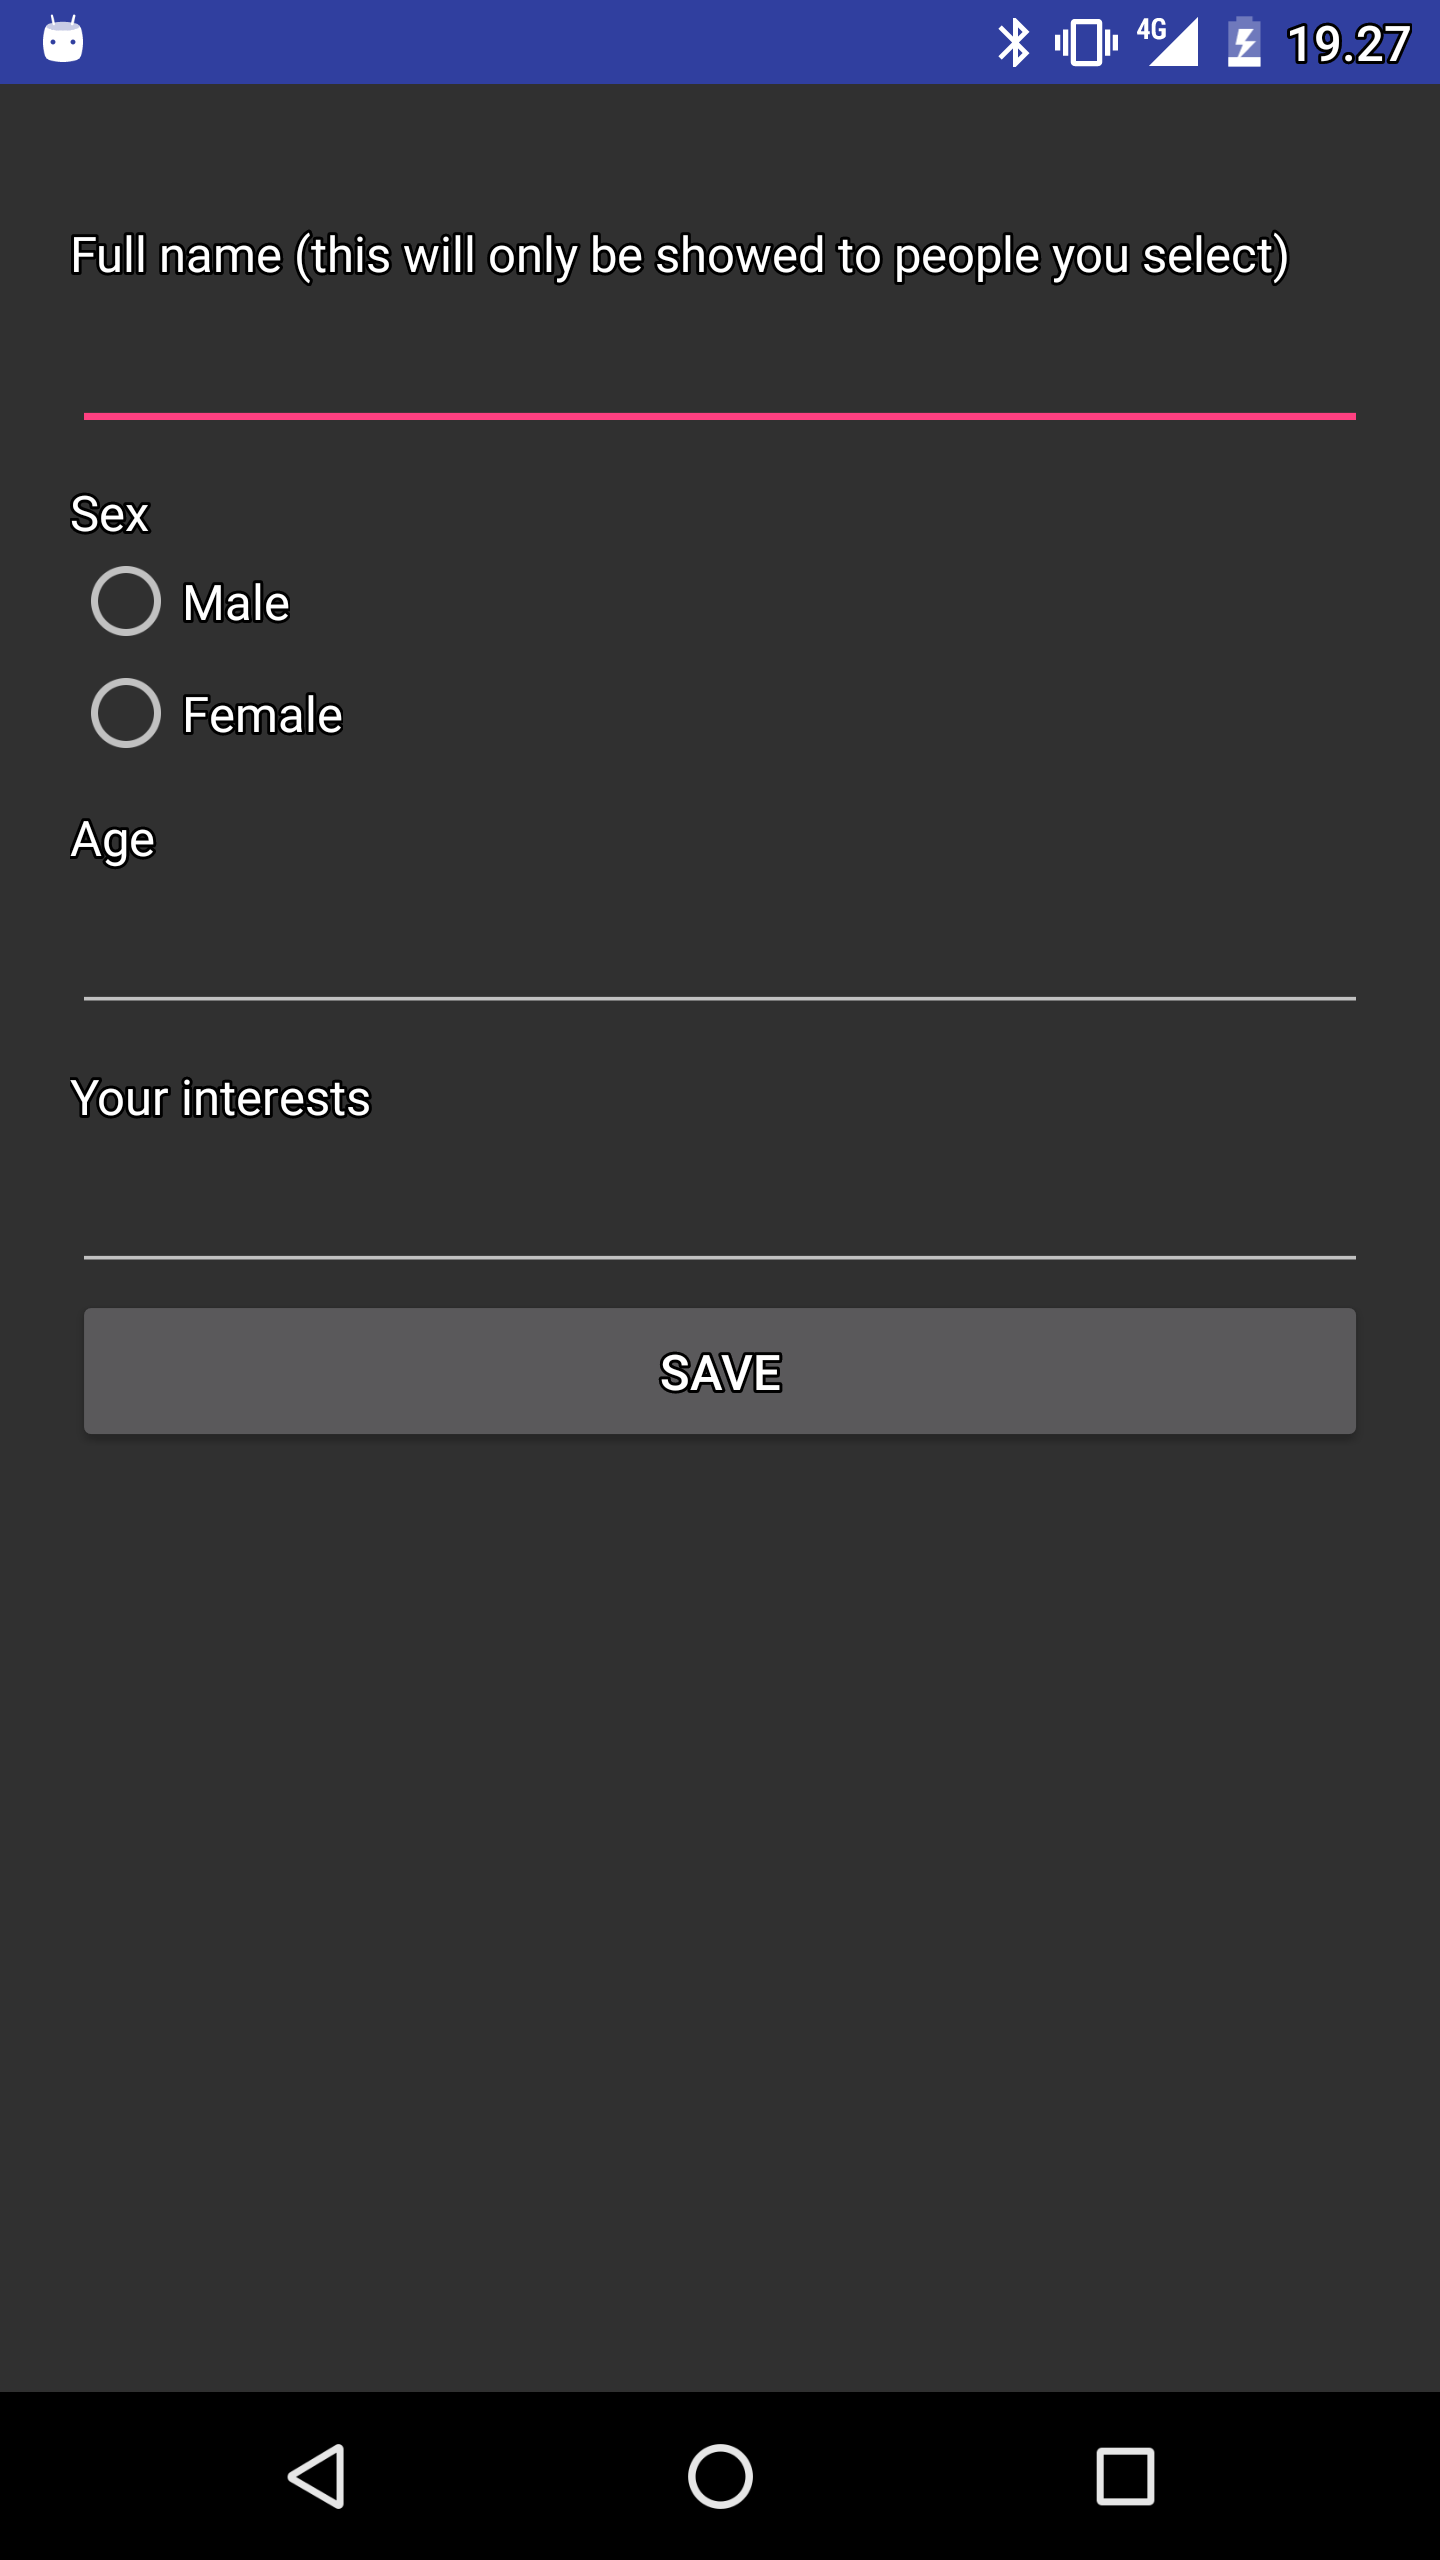 4G 19.27
Full name (this will only be showed to people you select)
Sex
Male
Female
Age
Your interests
SAVE